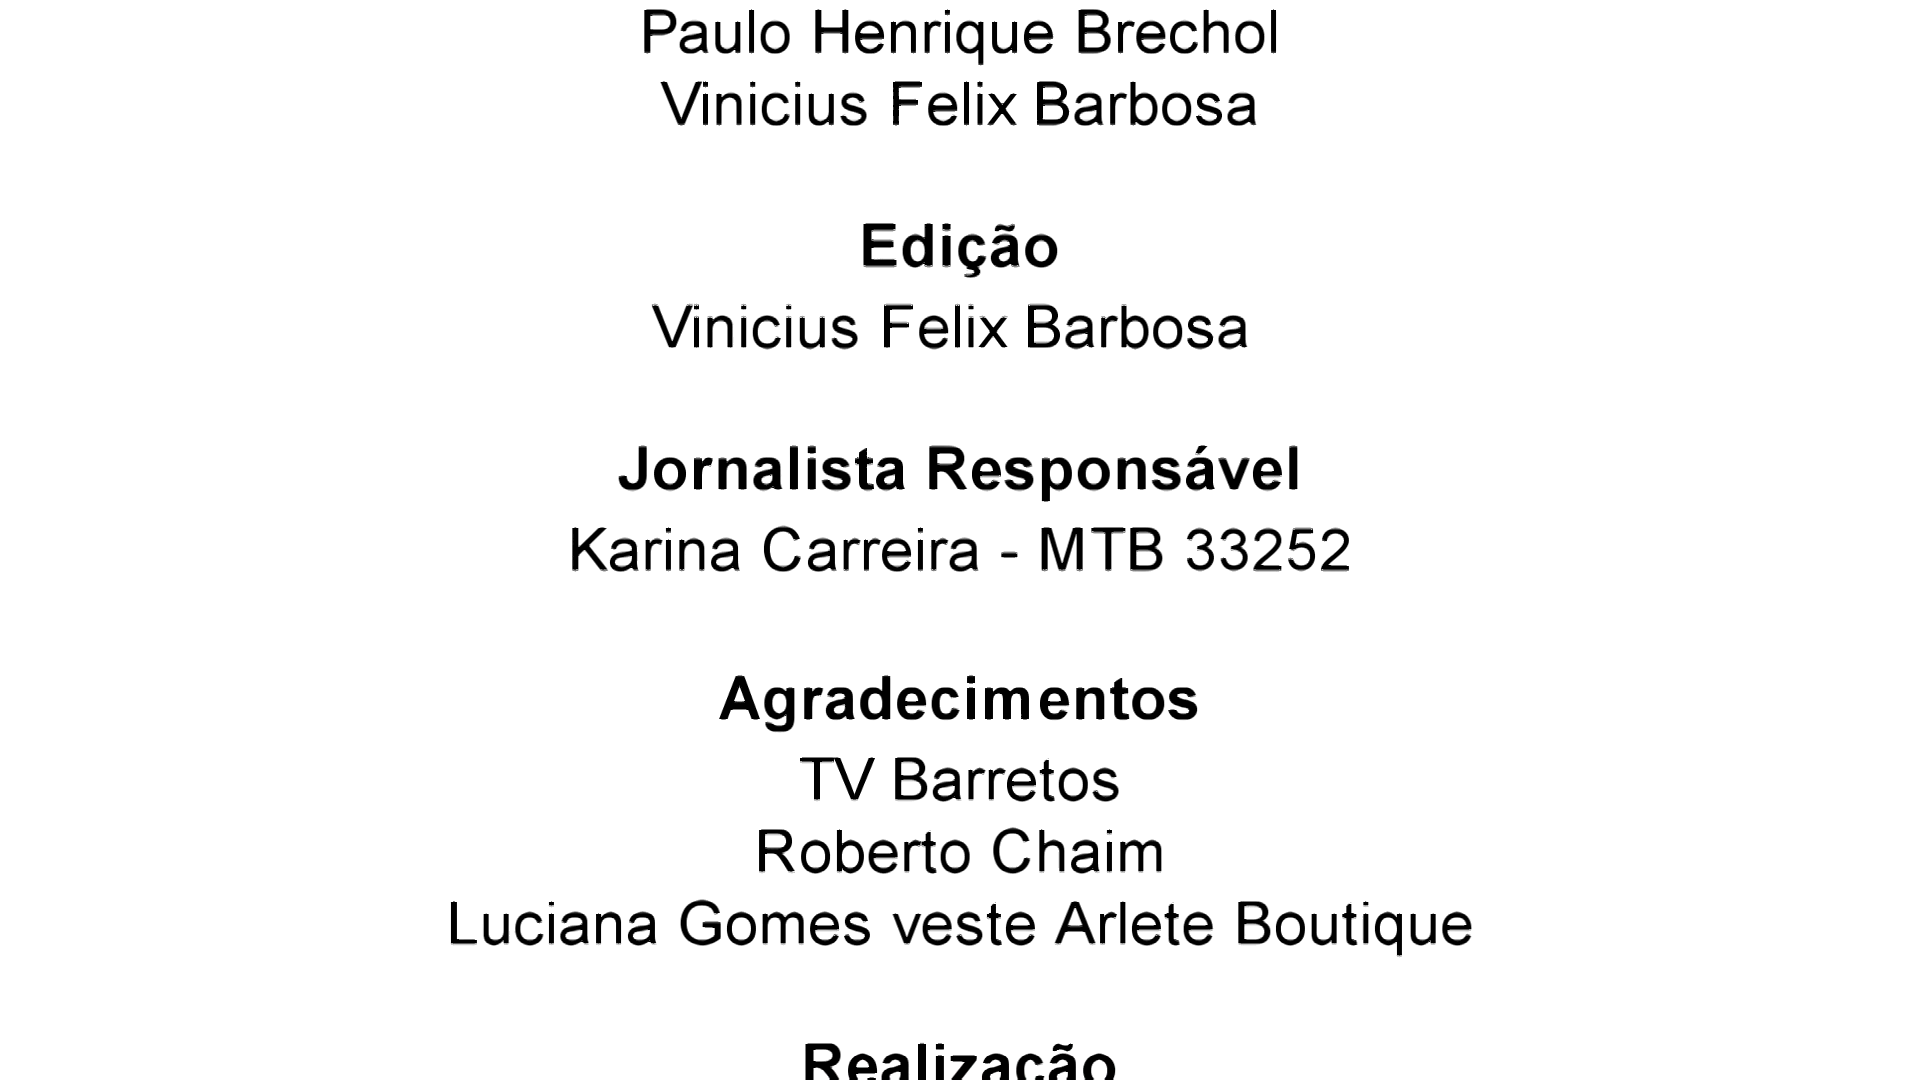 Paulo Henrique Brechol
Vinicius Felix Barbosa
Edição
Vinicius Felix Barbosa
Jornalista Responsável
Karina Carreira - MTB 33252
Agradecimentos
TV Barretos
Roberto Chaim
Luciana Gomes veste Arlete Boutique
Realização